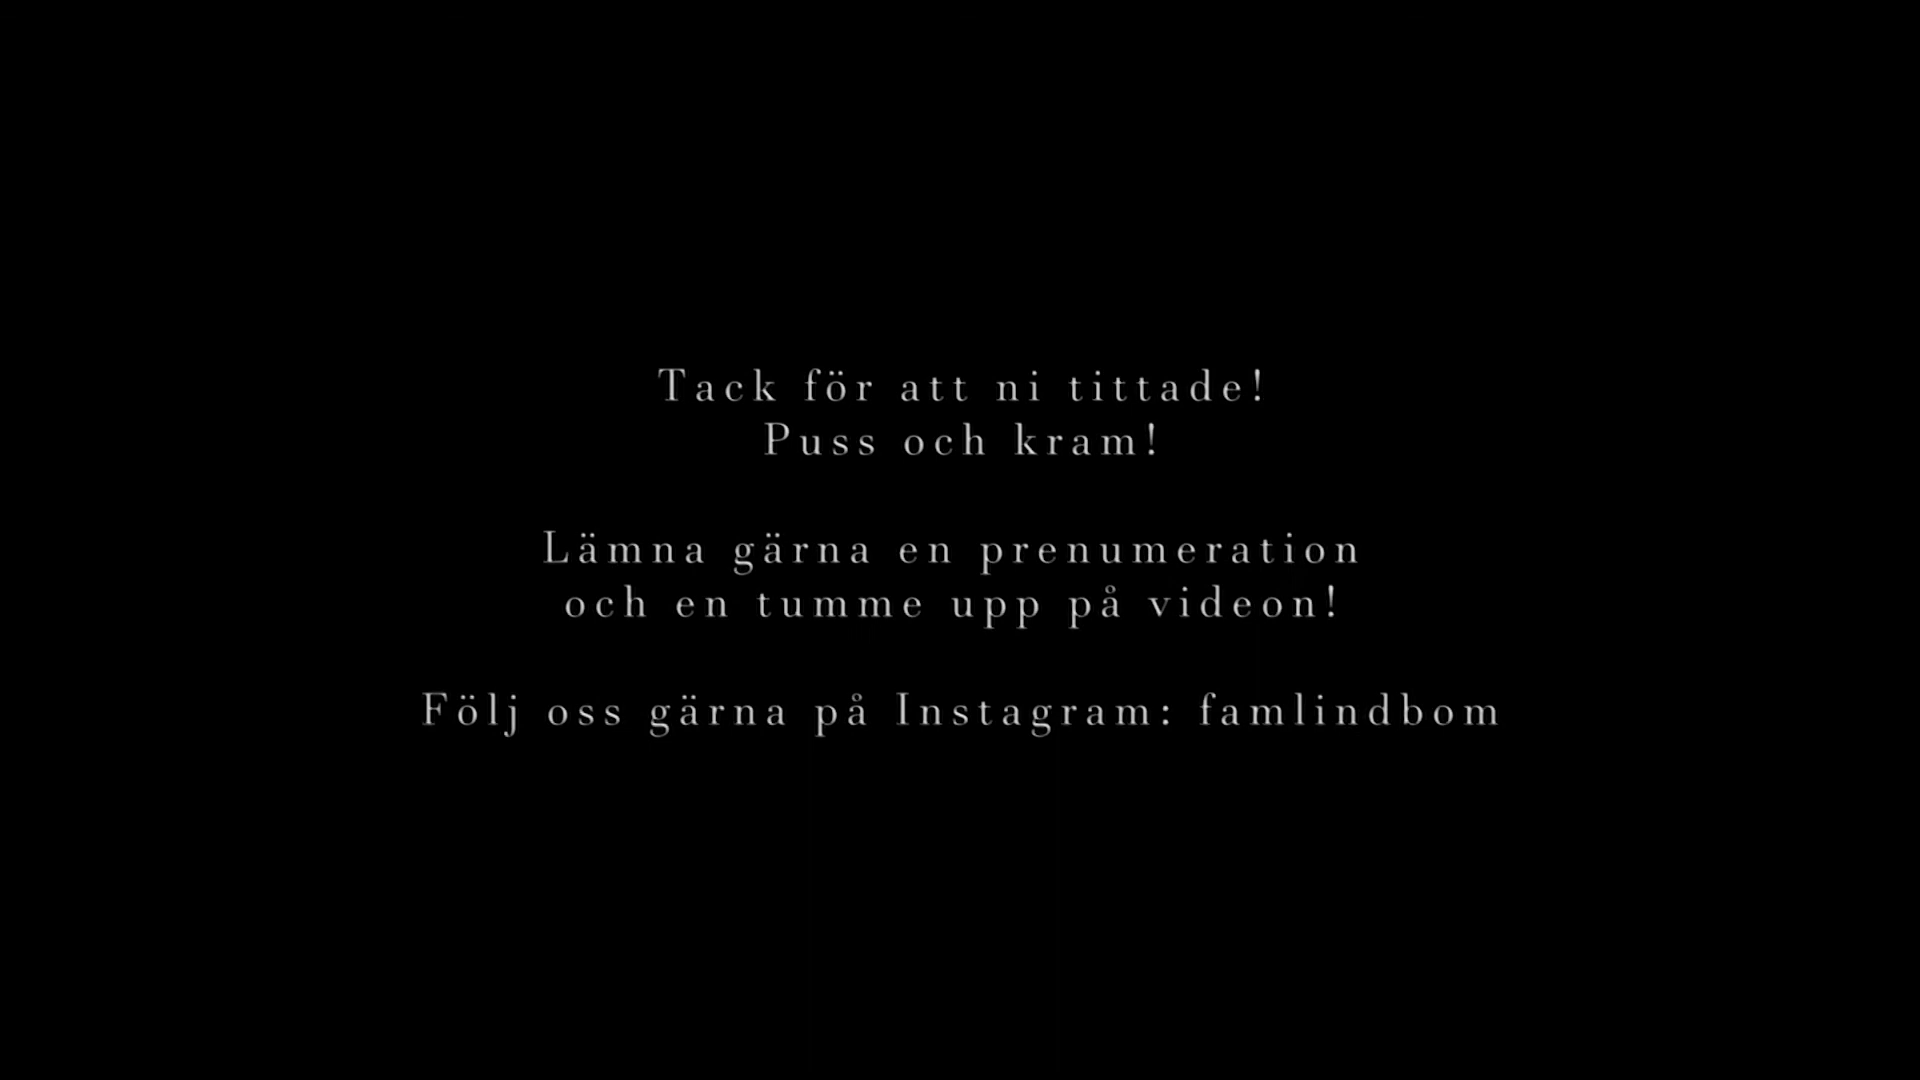 Tack för att ni tittade!
Puss och kram!
Lämna gärna en prenumeration
och en tumme upp på videon!
Följ oss gärna på Instagram: famlindbom